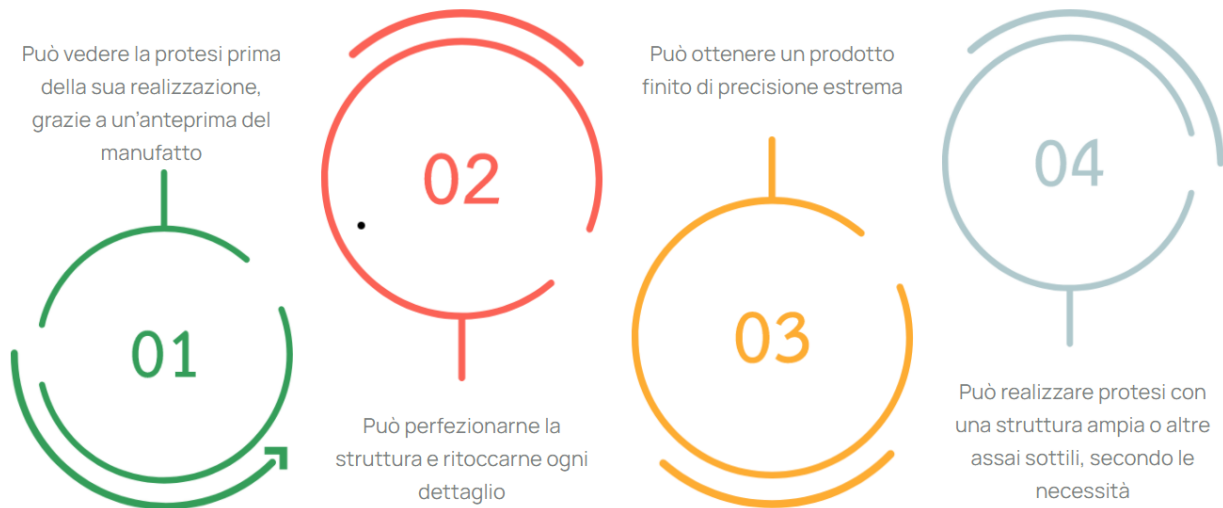 Può vedere la protesi prima
della sua realizzazione,
grazie a un'anteprima del
manufatto
01
02
Può perfezionarne la
struttura e ritoccarne ogni
dettaglio
Può ottenere un prodotto
finito di precisione estrema
03
04
Può realizzare protesi con
una struttura ampia o altre
assai sottili, secondo le
necessità